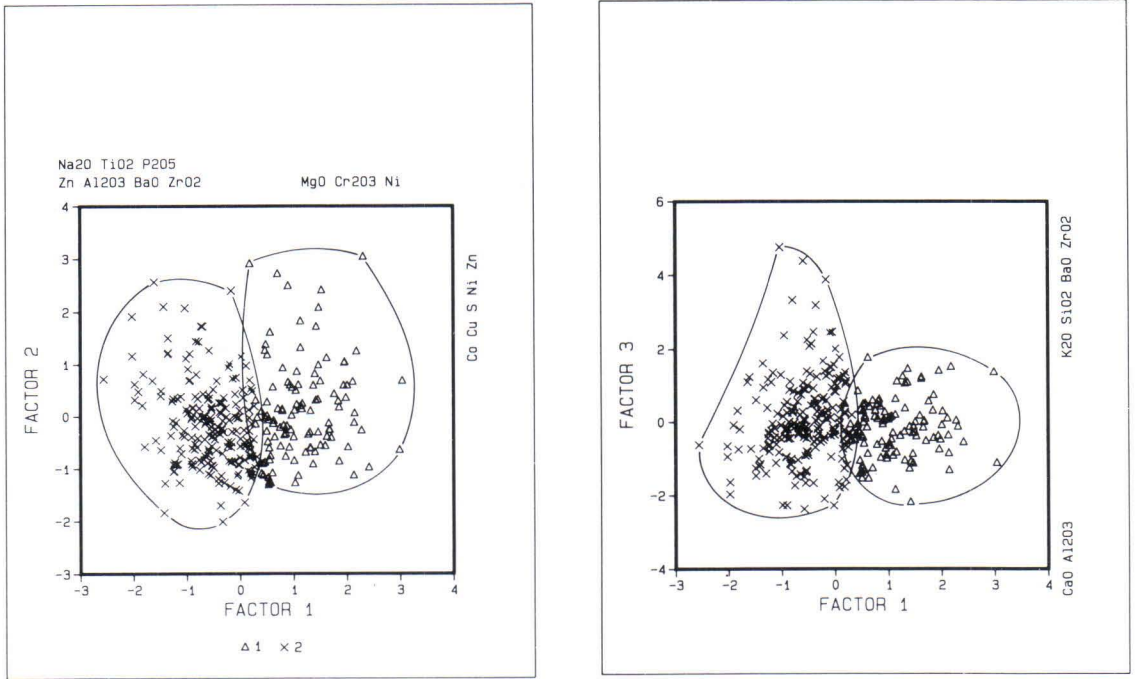 Na2O TiO2 P2O5
Zn Al2O3 BaO ZrO2 MgO Cr2O3 Ni
4
3
2
1
0
-1
-2
-3
FACTOR 2
Co Cu S Ni Zn
-3 -2 -1 0 1 2 3 4
FACTOR 1
△ 1 × 2
6
4
2
0
-2
-4
FACTOR 3
K2O SiO2 BaO ZrO2
CaO Al2O3
-3 -2 -1 0 1 2 3 4
FACTOR 1